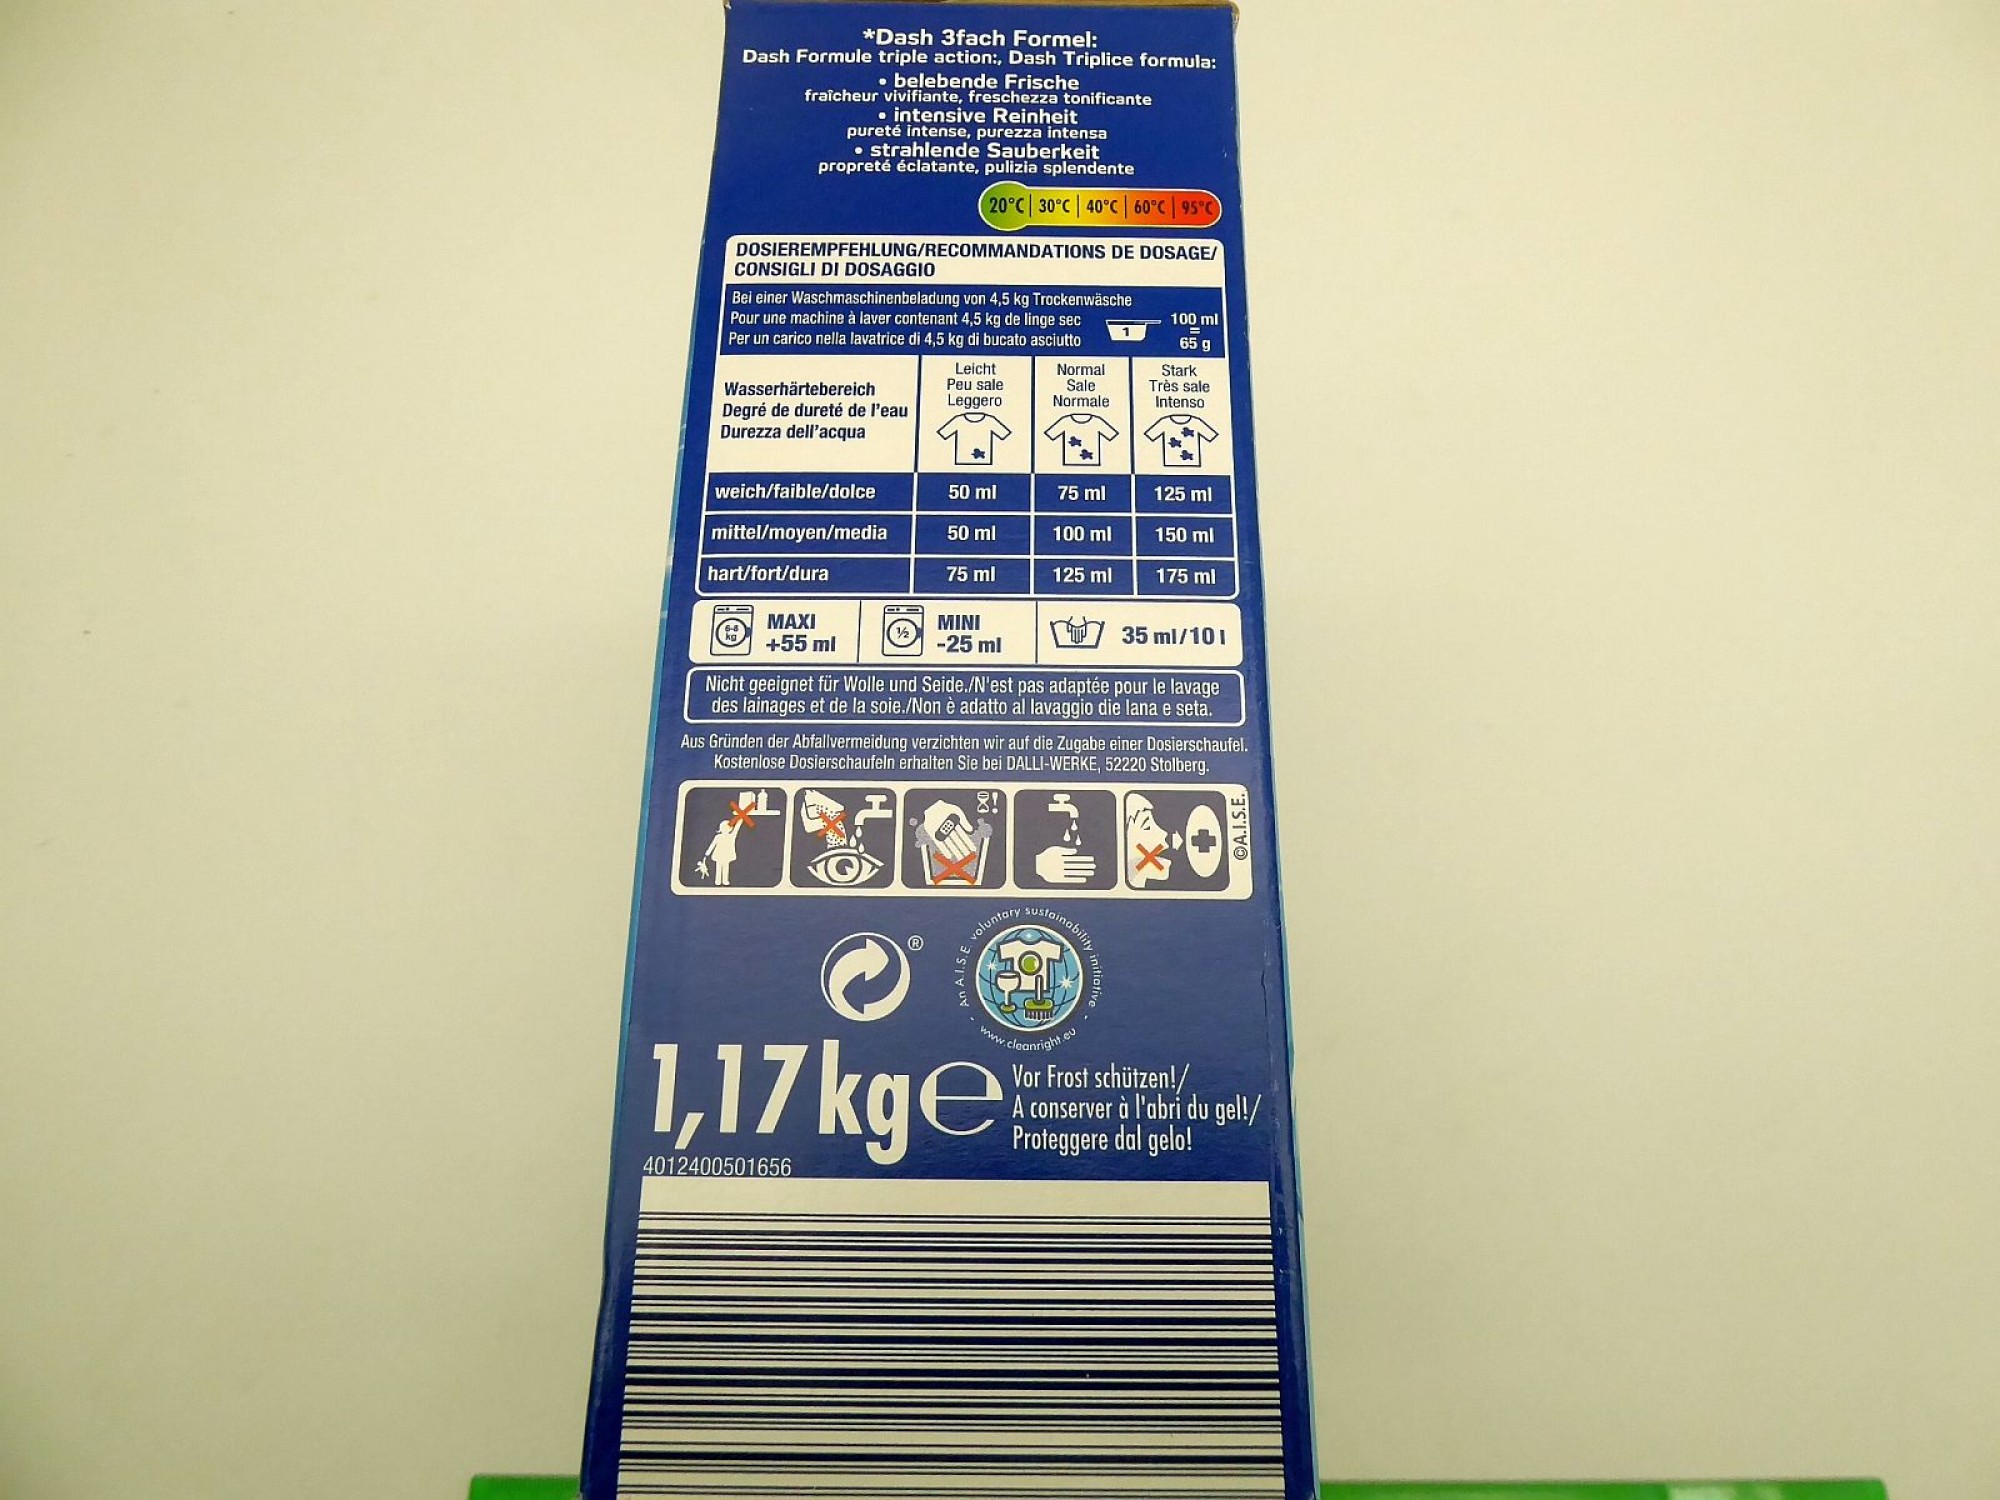 *Dash 3fach Formel:
Dash Formule triple action:, Dash Triplice formula:
• belebende Frische
fraîcheur vivifiante, freschezza tonificante
• intensive Reinheit
pureté intense, purezza intensa
• strahlende Sauberkeit
propreté éclatante, pulizia splendente
20°C | 30°C | 40°C | 60°C | 95°C
DOSIEREMPFEHLUNG/RECOMMANDATIONS DE DOSAGE/
CONSIGLI DI DOSAGGIO
Bei einer Waschmaschinenbeladung von 4,5 kg Trockenwäsche
Pour une machine à laver contenant 4,5 kg de linge sec
Per un carico nella lavatrice di 4,5 kg di bucato asciutto
1
100 ml
=
65 g
Wasserhärtebereich
Degré de dureté de l'eau
Durezza dell'acqua
Leicht
Peu sale
Leggero
Normal
Sale
Normale
Stark
Très sale
Intenso
weich/faible/dolce 50 ml 75 ml 125 ml
mittel/moyen/media 50 ml 100 ml 150 ml
hart/fort/dura 75 ml 125 ml 175 ml
6-8 kg
MAXI
+55 ml
½
MINI
-25 ml
35 ml/10 l
Nicht geeignet für Wolle und Seide./N'est pas adaptée pour le lavage
des lainages et de la soie./Non è adatto al lavaggio die lana e seta.
Aus Gründen der Abfallvermeidung verzichten wir auf die Zugabe einer Dosierschaufel.
Kostenlose Dosierschaufeln erhalten Sie bei DALLI-WERKE, 52220 Stolberg.
©A.I.S.E.
®
An A.I.S.E. voluntary sustainability initiative
www.cleanright.eu
1,17 kg e
Vor Frost schützen!/
A conserver à l'abri du gel!/
Proteggere dal gelo!
4012400501656